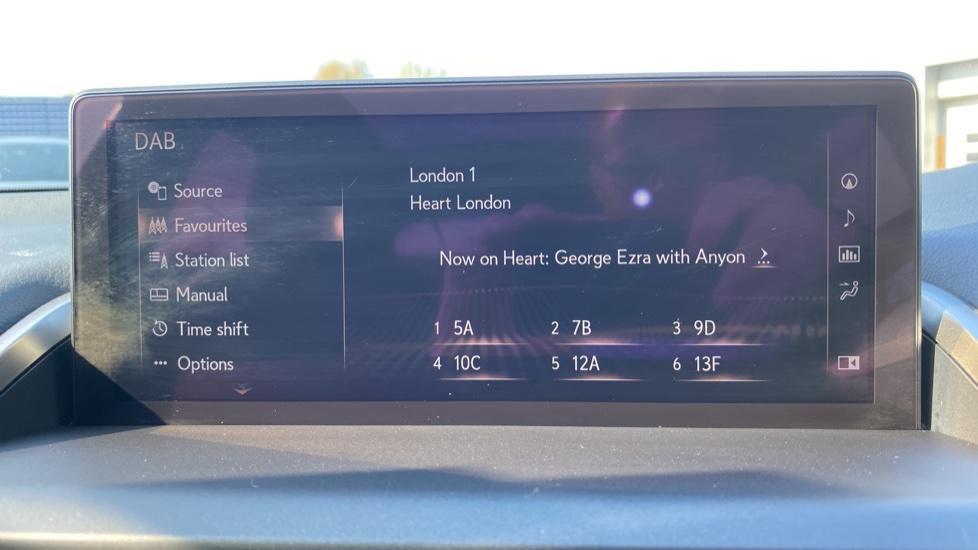 DAB
Source
Favourites
Station list
Manual
Time shift
Options
London 1
Heart London
Now on Heart: George Ezra with Anyon
1 5A 2 7B 3 9D
4 10C 5 12A 6 13F